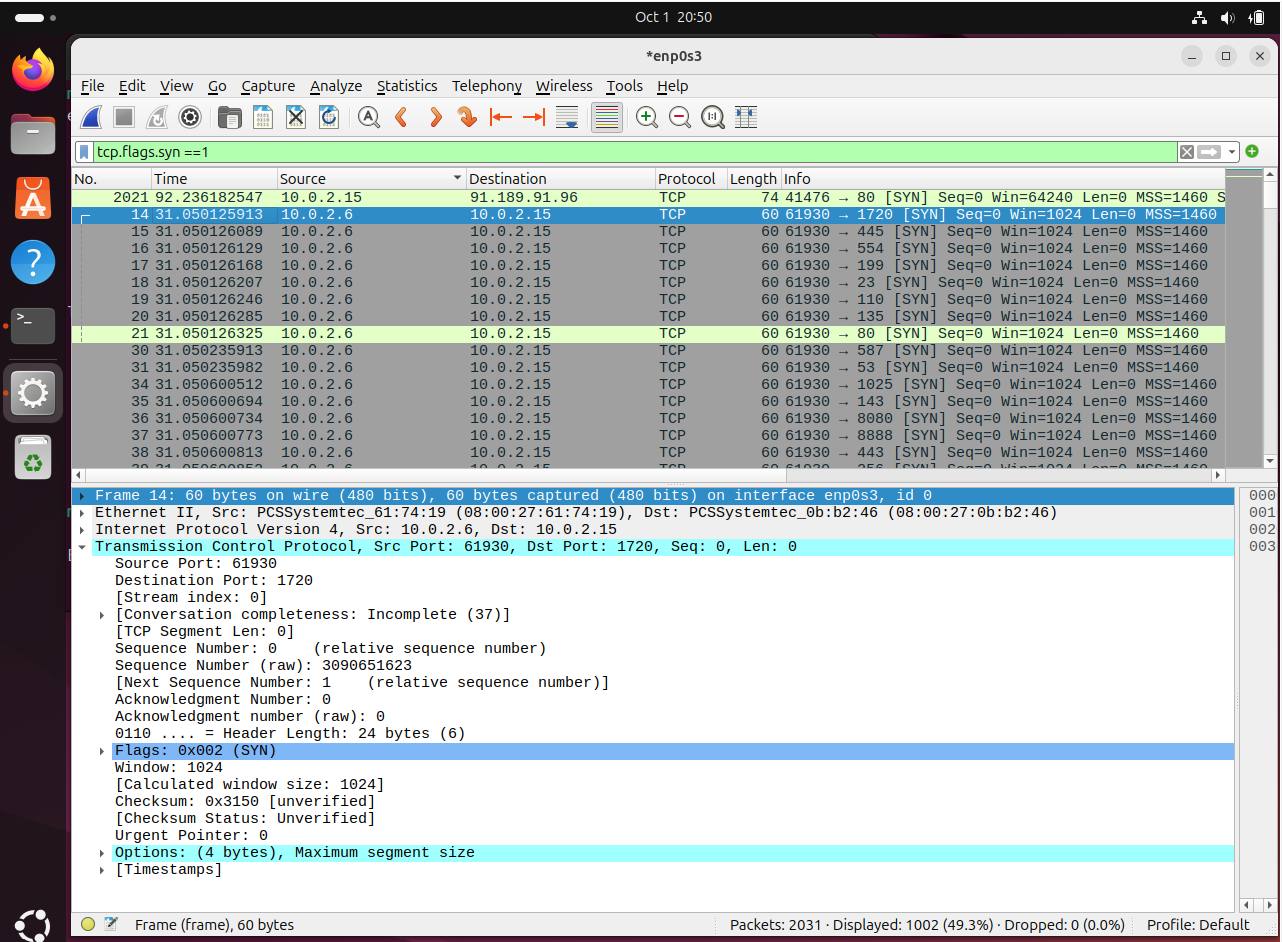 Oct 1 20:50
*enp0s3
File Edit View Go Capture Analyze Statistics Telephony Wireless Tools Help
tcp.flags.syn ==1
No. Time Source Destination Protocol Length Info
2021 92.236182547 10.0.2.15 91.189.91.96 TCP 74 41476 → 80 [SYN] Seq=0 Win=64240 Len=0 MSS=1460 S
14 31.050125913 10.0.2.6 10.0.2.15 TCP 60 61930 → 1720 [SYN] Seq=0 Win=1024 Len=0 MSS=1460
15 31.050126089 10.0.2.6 10.0.2.15 TCP 60 61930 → 445 [SYN] Seq=0 Win=1024 Len=0 MSS=1460
16 31.050126129 10.0.2.6 10.0.2.15 TCP 60 61930 → 554 [SYN] Seq=0 Win=1024 Len=0 MSS=1460
17 31.050126168 10.0.2.6 10.0.2.15 TCP 60 61930 → 199 [SYN] Seq=0 Win=1024 Len=0 MSS=1460
18 31.050126207 10.0.2.6 10.0.2.15 TCP 60 61930 → 23 [SYN] Seq=0 Win=1024 Len=0 MSS=1460
19 31.050126246 10.0.2.6 10.0.2.15 TCP 60 61930 → 110 [SYN] Seq=0 Win=1024 Len=0 MSS=1460
20 31.050126285 10.0.2.6 10.0.2.15 TCP 60 61930 → 135 [SYN] Seq=0 Win=1024 Len=0 MSS=1460
21 31.050126325 10.0.2.6 10.0.2.15 TCP 60 61930 → 80 [SYN] Seq=0 Win=1024 Len=0 MSS=1460
30 31.050235913 10.0.2.6 10.0.2.15 TCP 60 61930 → 587 [SYN] Seq=0 Win=1024 Len=0 MSS=1460
31 31.050235982 10.0.2.6 10.0.2.15 TCP 60 61930 → 53 [SYN] Seq=0 Win=1024 Len=0 MSS=1460
34 31.050600512 10.0.2.6 10.0.2.15 TCP 60 61930 → 1025 [SYN] Seq=0 Win=1024 Len=0 MSS=1460
35 31.050600694 10.0.2.6 10.0.2.15 TCP 60 61930 → 143 [SYN] Seq=0 Win=1024 Len=0 MSS=1460
36 31.050600734 10.0.2.6 10.0.2.15 TCP 60 61930 → 8080 [SYN] Seq=0 Win=1024 Len=0 MSS=1460
37 31.050600773 10.0.2.6 10.0.2.15 TCP 60 61930 → 8888 [SYN] Seq=0 Win=1024 Len=0 MSS=1460
38 31.050600813 10.0.2.6 10.0.2.15 TCP 60 61930 → 443 [SYN] Seq=0 Win=1024 Len=0 MSS=1460
Frame 14: 60 bytes on wire (480 bits), 60 bytes captured (480 bits) on interface enp0s3, id 0
Ethernet II, Src: PCSSystemtec_61:74:19 (08:00:27:61:74:19), Dst: PCSSystemtec_0b:b2:46 (08:00:27:0b:b2:46)
Internet Protocol Version 4, Src: 10.0.2.6, Dst: 10.0.2.15
Transmission Control Protocol, Src Port: 61930, Dst Port: 1720, Seq: 0, Len: 0
Source Port: 61930
Destination Port: 1720
[Stream index: 0]
[Conversation completeness: Incomplete (37)]
[TCP Segment Len: 0]
Sequence Number: 0 (relative sequence number)
Sequence Number (raw): 3090651623
[Next Sequence Number: 1 (relative sequence number)]
Acknowledgment Number: 0
Acknowledgment number (raw): 0
0110 .... = Header Length: 24 bytes (6)
Flags: 0x002 (SYN)
Window: 1024
[Calculated window size: 1024]
Checksum: 0x3150 [unverified]
[Checksum Status: Unverified]
Urgent Pointer: 0
Options: (4 bytes), Maximum segment size
[Timestamps]
000
001
002
003
Frame (frame), 60 bytes
Packets: 2031 · Displayed: 1002 (49.3%) · Dropped: 0 (0.0%)
Profile: Default